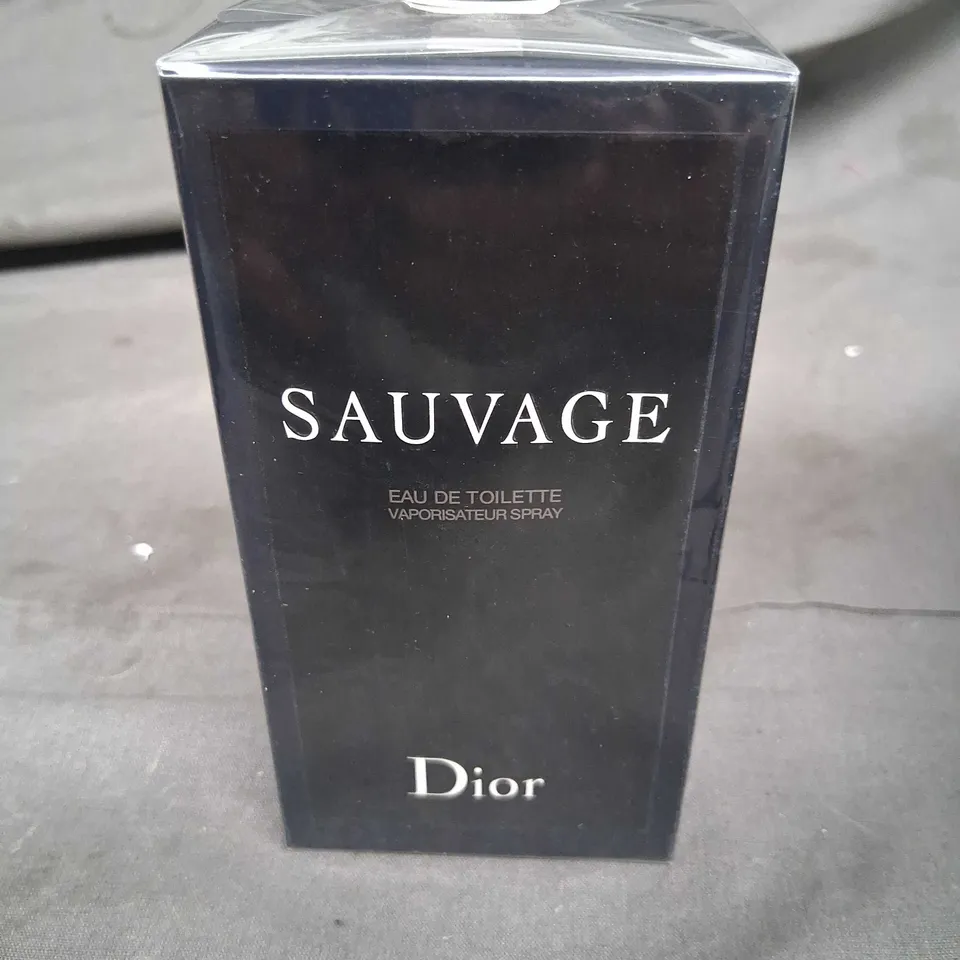 SAUVAGE
EAU DE TOILETTE
VAPORISATEUR SPRAY
Dior